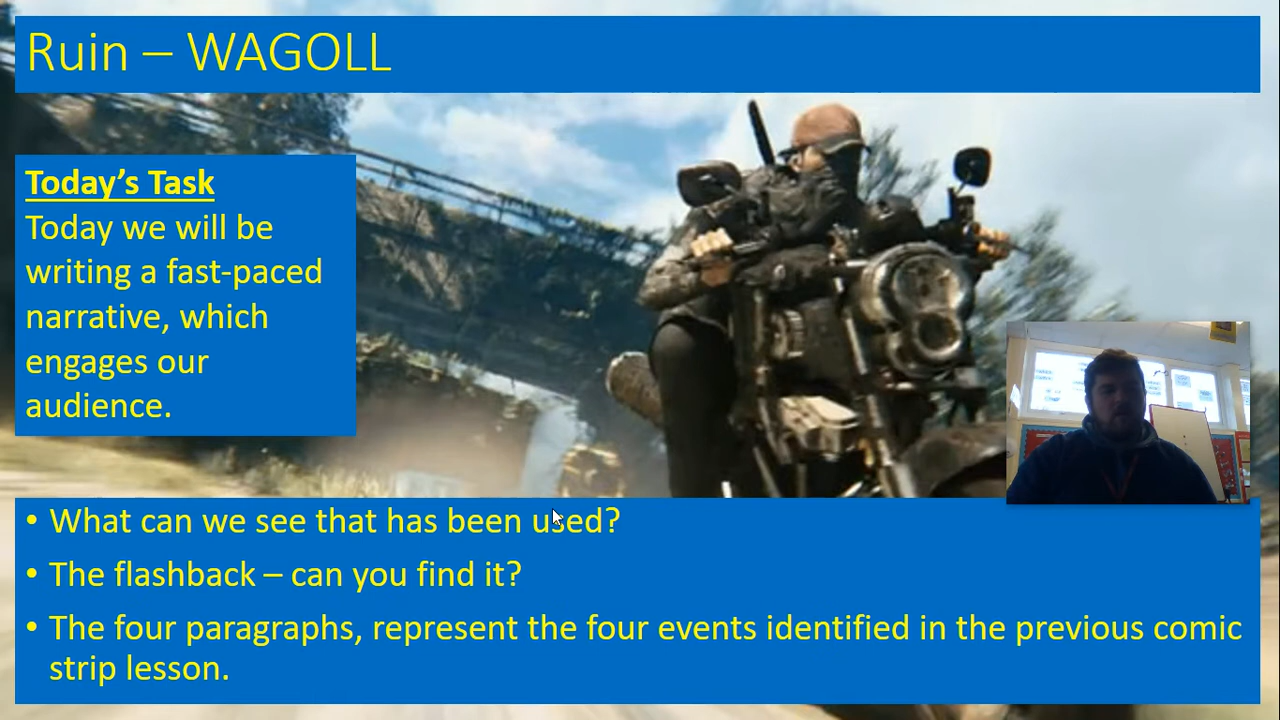 Ruin – WAGOLL
Today's Task
Today we will be
writing a fast-paced
narrative, which
engages our
audience.
• What can we see that has been used?
• The flashback – can you find it?
• The four paragraphs, represent the four events identified in the previous comic
strip lesson.